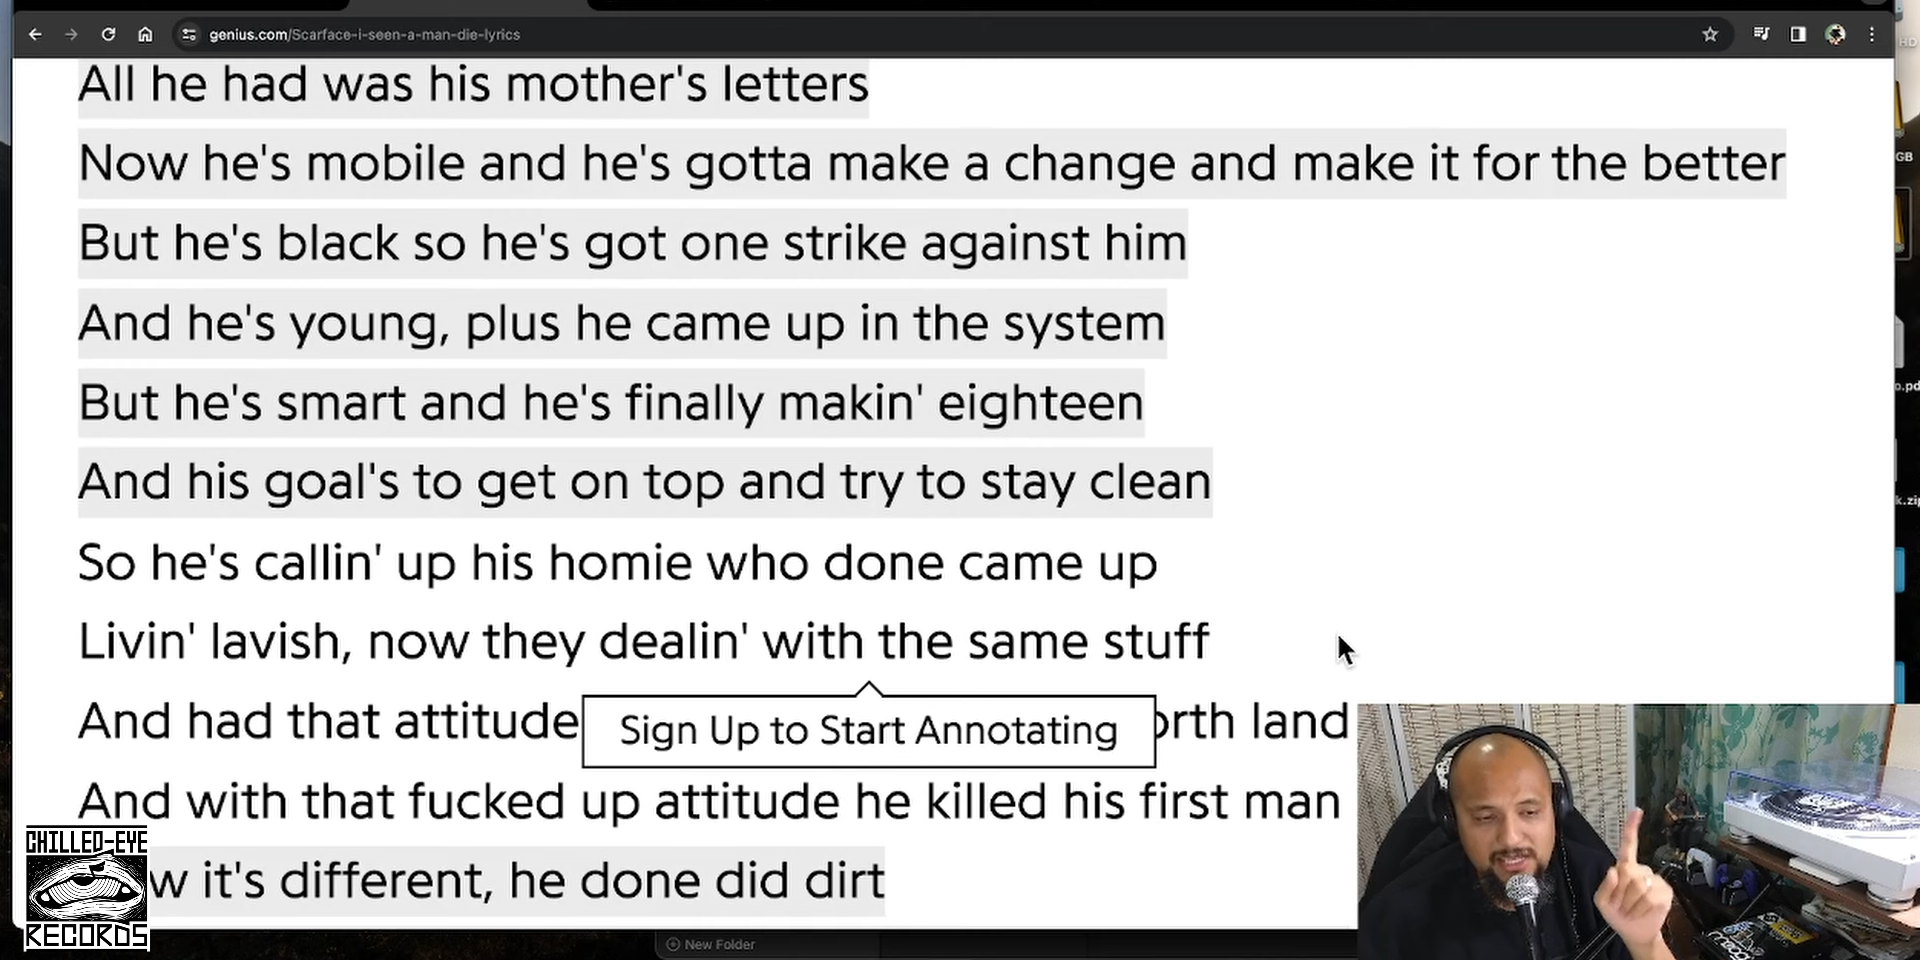 genius.com/Scarface-i-seen-a-man-die-lyrics
HD
All he had was his mother's letters
Now he's mobile and he's gotta make a change and make it for the better
GB
But he's black so he's got one strike against him
And he's young, plus he came up in the system
o.pd
But he's smart and he's finally makin' eighteen
And his goal's to get on top and try to stay clean
k.zip
So he's callin' up his homie who done came up
Livin' lavish, now they dealin' with the same stuff
And had that attitude
Sign Up to Start Annotating
orth land
And with that fucked up attitude he killed his first man
w it's different, he done did dirt
CHILLED-EYE
RECORDS
New Folder